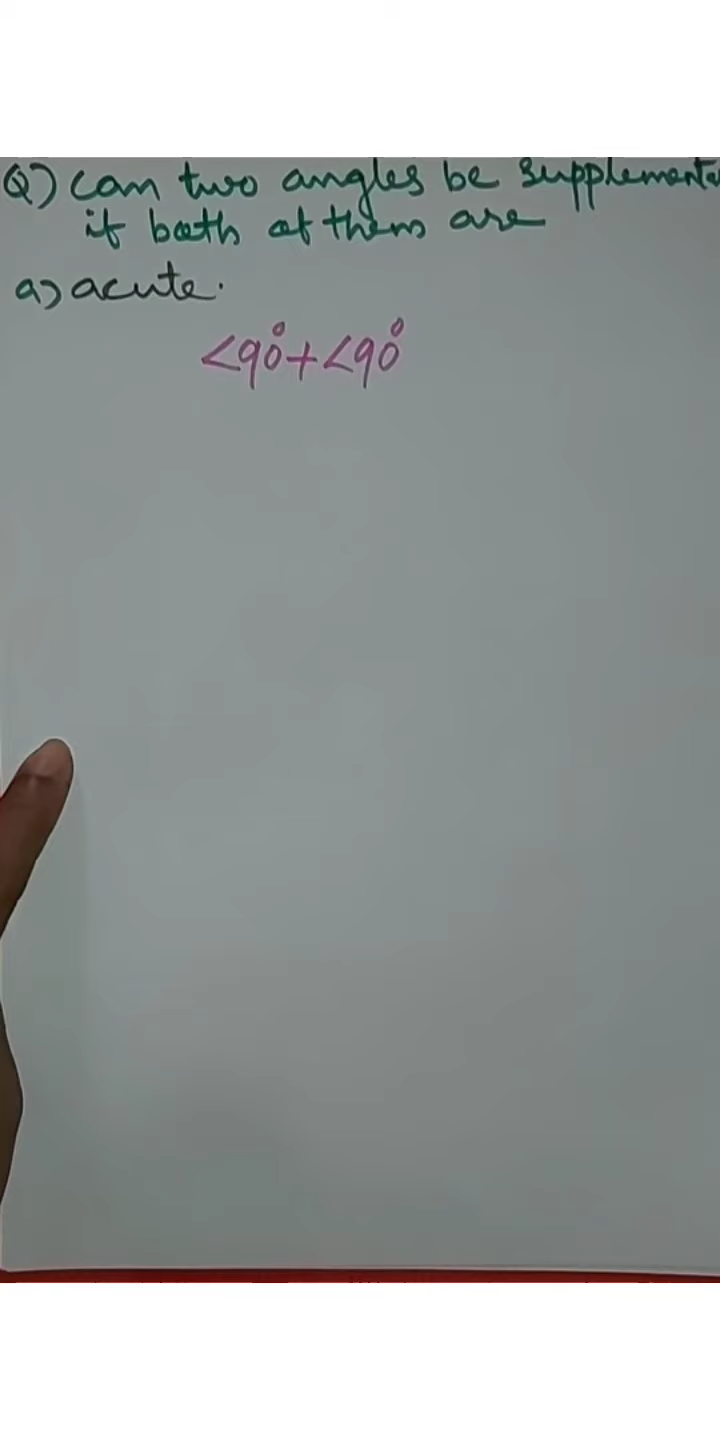 Q) Can two angles be Supplementa
if both of them are
a) acute.
<90°+<90°